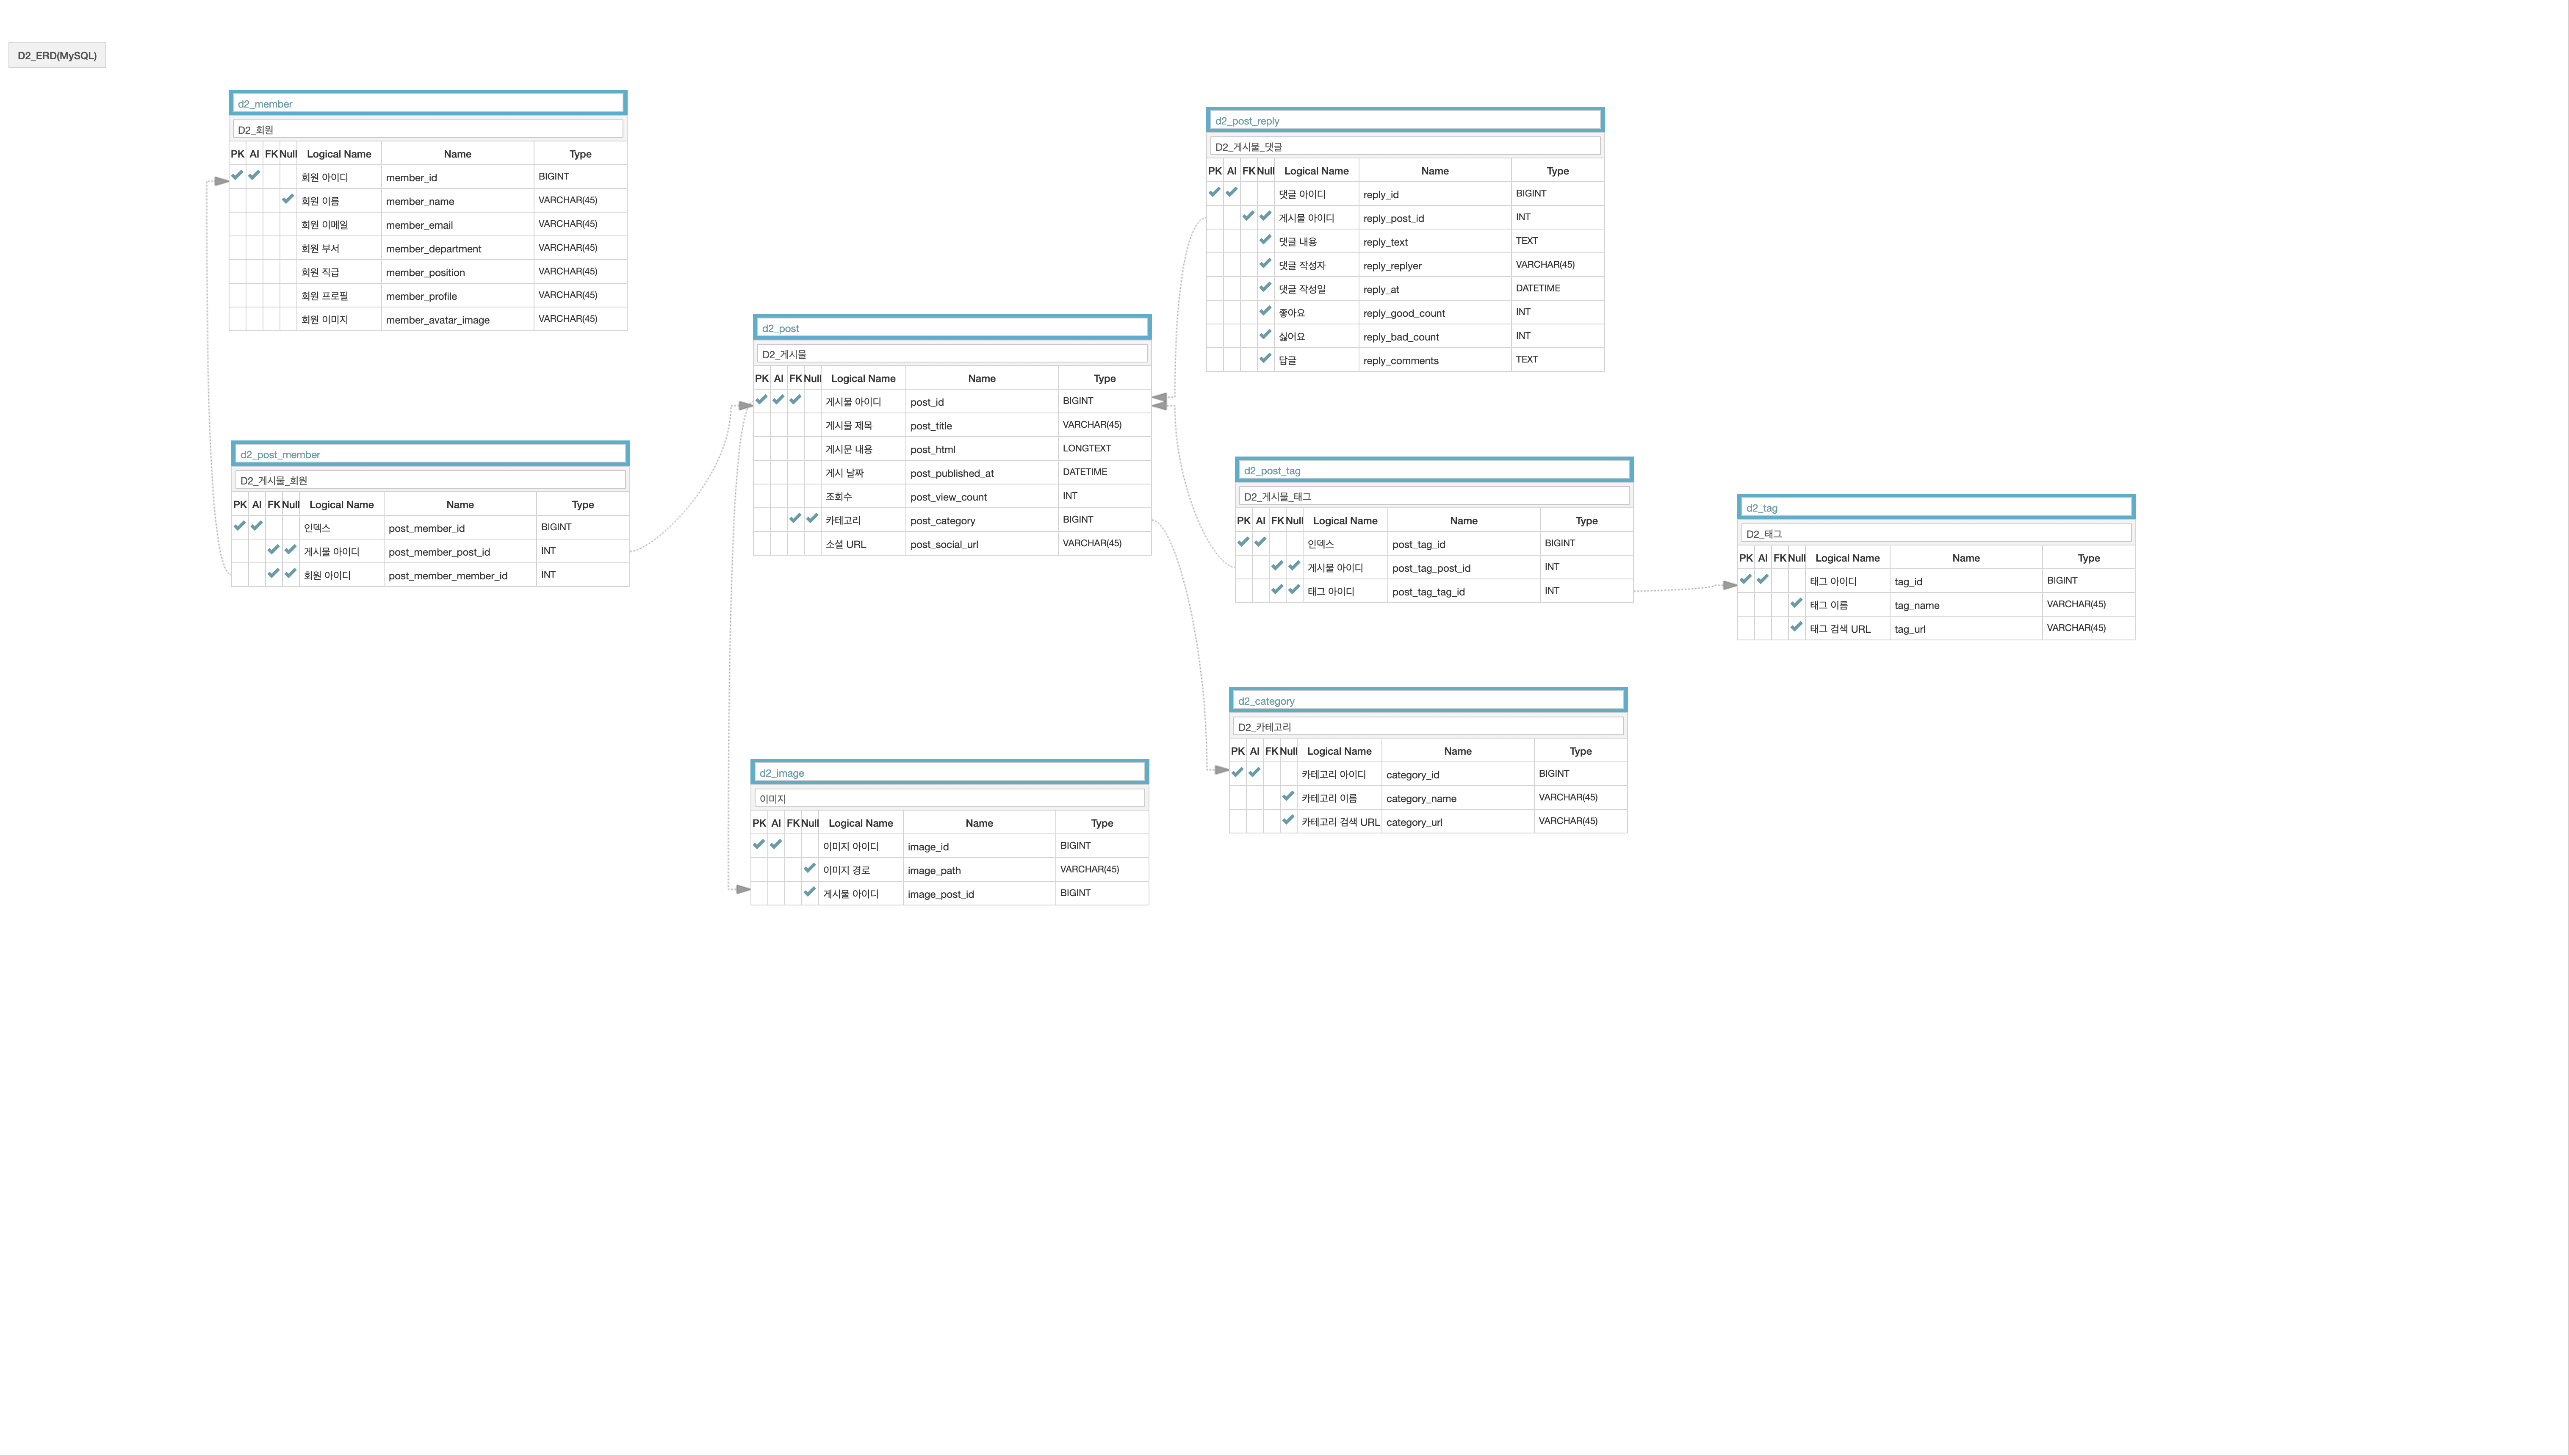 D2_ERD(MySQL)
d2_member
D2_회원
PK AI FK Null Logical Name Name Type
회원 아이디 member_id BIGINT
회원 이름 member_name VARCHAR(45)
회원 이메일 member_email VARCHAR(45)
회원 부서 member_department VARCHAR(45)
회원 직급 member_position VARCHAR(45)
회원 프로필 member_profile VARCHAR(45)
회원 이미지 member_avatar_image VARCHAR(45)
d2_post_member
D2_게시물_회원
PK AI FK Null Logical Name Name Type
인덱스 post_member_id BIGINT
게시물 아이디 post_member_post_id INT
회원 아이디 post_member_member_id INT
d2_post
D2_게시물
PK AI FK Null Logical Name Name Type
게시물 아이디 post_id BIGINT
게시물 제목 post_title VARCHAR(45)
게시문 내용 post_html LONGTEXT
게시 날짜 post_published_at DATETIME
조회수 post_view_count INT
카테고리 post_category BIGINT
소셜 URL post_social_url VARCHAR(45)
d2_image
이미지
PK AI FK Null Logical Name Name Type
이미지 아이디 image_id BIGINT
이미지 경로 image_path VARCHAR(45)
게시물 아이디 image_post_id BIGINT
d2_post_reply
D2_게시물_댓글
PK AI FK Null Logical Name Name Type
댓글 아이디 reply_id BIGINT
게시물 아이디 reply_post_id INT
댓글 내용 reply_text TEXT
댓글 작성자 reply_replyer VARCHAR(45)
댓글 작성일 reply_at DATETIME
좋아요 reply_good_count INT
싫어요 reply_bad_count INT
답글 reply_comments TEXT
d2_post_tag
D2_게시물_태그
PK AI FK Null Logical Name Name Type
인덱스 post_tag_id BIGINT
게시물 아이디 post_tag_post_id INT
태그 아이디 post_tag_tag_id INT
d2_category
D2_카테고리
PK AI FK Null Logical Name Name Type
카테고리 아이디 category_id BIGINT
카테고리 이름 category_name VARCHAR(45)
카테고리 검색 URL category_url VARCHAR(45)
d2_tag
D2_태그
PK AI FK Null Logical Name Name Type
태그 아이디 tag_id BIGINT
태그 이름 tag_name VARCHAR(45)
태그 검색 URL tag_url VARCHAR(45)